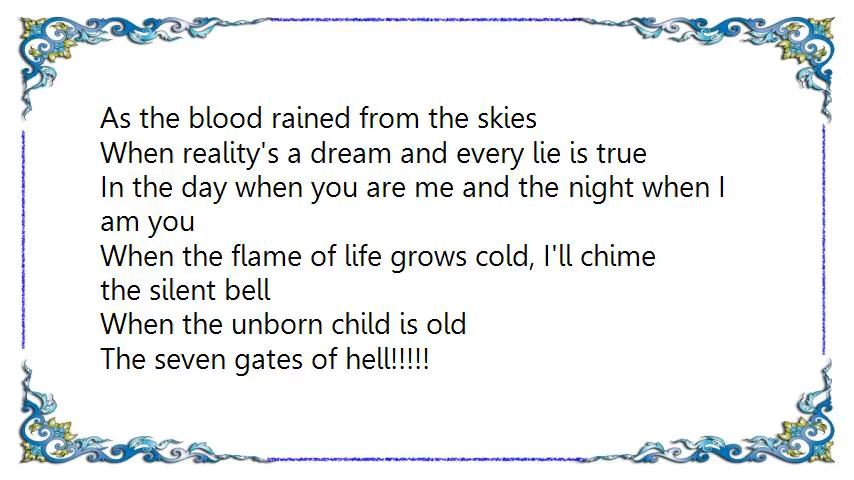 As the blood rained from the skies
When reality's a dream and every lie is true
In the day when you are me and the night when I
am you
When the flame of life grows cold, I'll chime
the silent bell
When the unborn child is old
The seven gates of hell!!!!!